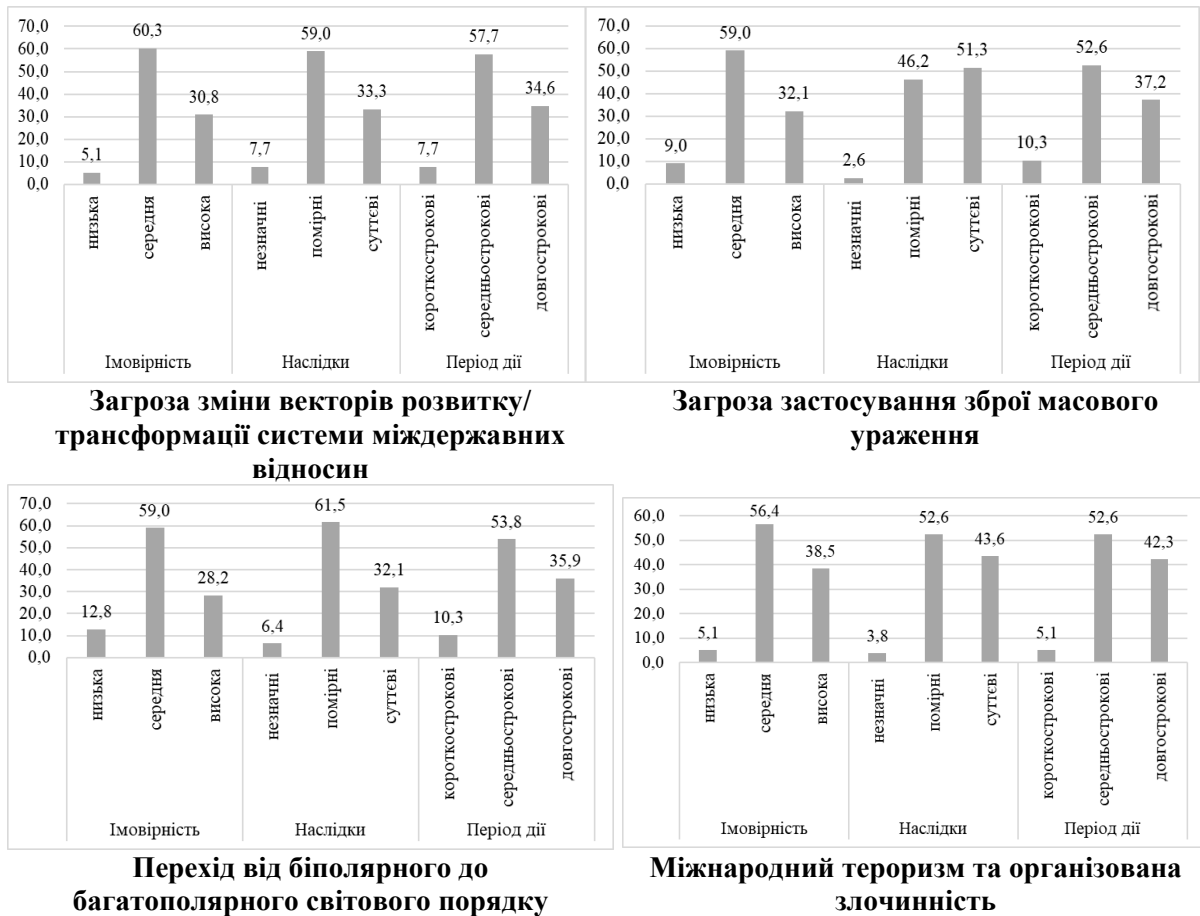 70,0
60,0
50,0
40,0
30,0
20,0
10,0
0,0
5,1
60,3
30,8
7,7
59,0
33,3
7,7
57,7
34,6
низька
середня
висока
незначні
помірні
суттєві
короткострокові
середньострокові
довгострокові
Імовірність
Наслідки
Період дії
Загроза зміни векторів розвитку/
трансформації системи міждержавних
відносин
70,0
60,0
50,0
40,0
30,0
20,0
10,0
0,0
9,0
59,0
32,1
2,6
46,2
51,3
10,3
52,6
37,2
низька
середня
висока
незначні
помірні
суттєві
короткострокові
середньострокові
довгострокові
Імовірність
Наслідки
Період дії
Загроза застосування зброї масового
ураження
70,0
60,0
50,0
40,0
30,0
20,0
10,0
0,0
12,8
59,0
28,2
6,4
61,5
32,1
10,3
53,8
35,9
низька
середня
висока
незначні
помірні
суттєві
короткострокові
середньострокові
довгострокові
Імовірність
Наслідки
Період дії
Перехід від біполярного до
багатополярного світового порядку
60,0
50,0
40,0
30,0
20,0
10,0
0,0
5,1
56,4
38,5
3,8
52,6
43,6
5,1
52,6
42,3
низька
середня
висока
незначні
помірні
суттєві
короткострокові
середньострокові
довгострокові
Імовірність
Наслідки
Період дії
Міжнародний тероризм та організована
злочинність